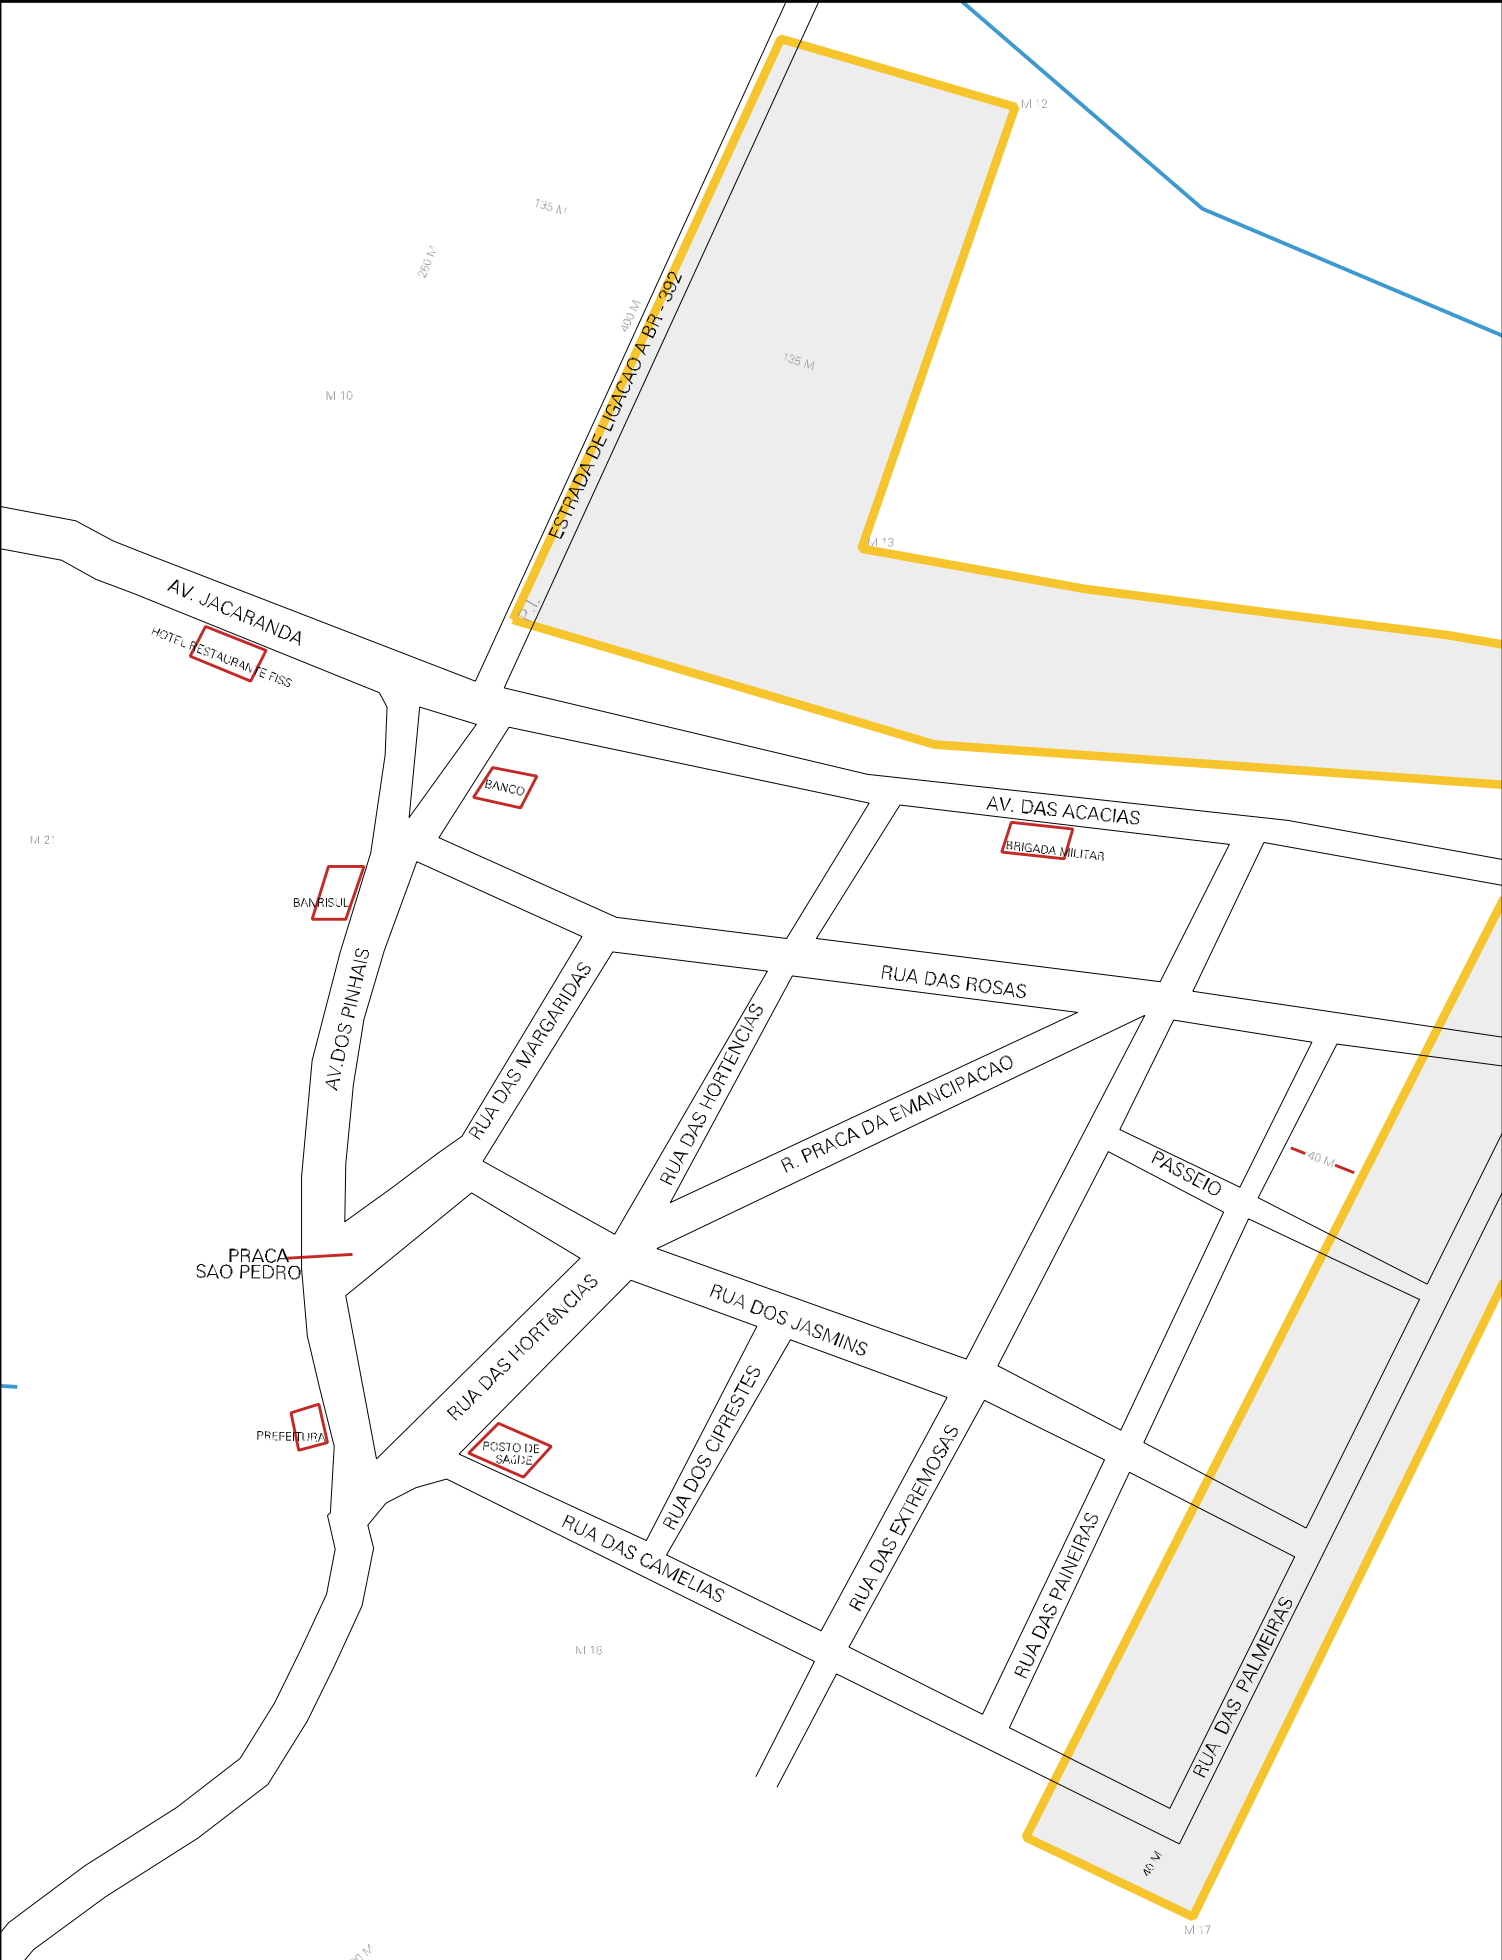 M 12
135 M
260 M
400 M
ESTRADA DE LIGACAO A BR - 392
135 M
M 10
M 13
P.I.
AV. JACARANDA
HOTEL RESTAURANTE FISS
BANCO
AV. DAS ACACIAS
BRIGADA MILITAR
M 21
BANRISUL
AV.DOS PINHAIS
RUA DAS MARGARIDAS
RUA DAS HORTENCIAS
RUA DAS ROSAS
R. PRACA DA EMANCIPACAO
PASSEIO
40 M
PRACA
SAO PEDRO
RUA DOS JASMINS
RUA DAS HORTêNCIAS
PREFEITURA
POSTO DE
SAúDE
RUA DOS CIPRESTES
RUA DAS EXTREMOSAS
RUA DAS PAINEIRAS
RUA DAS CAMELIAS
RUA DAS PALMEIRAS
M 18
40 M
M 17